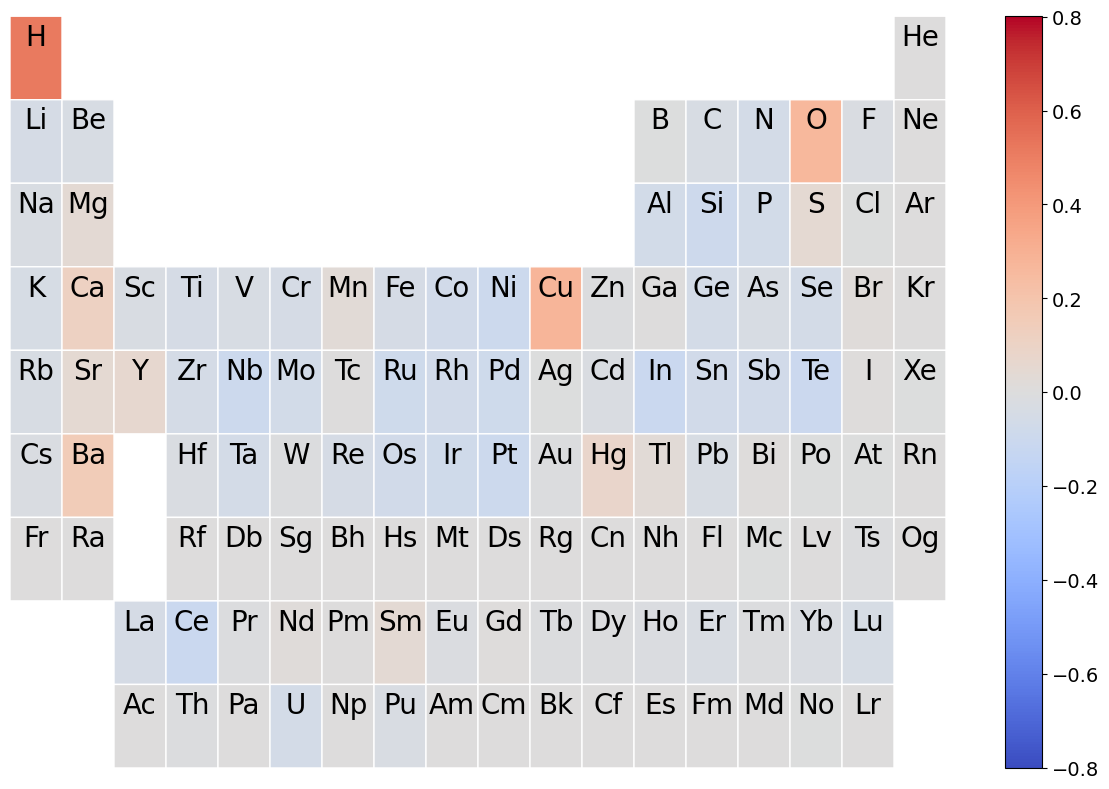 H He
Li Be B C N O F Ne
Na Mg Al Si P S Cl Ar
K Ca Sc Ti V Cr Mn Fe Co Ni Cu Zn Ga Ge As Se Br Kr
Rb Sr Y Zr Nb Mo Tc Ru Rh Pd Ag Cd In Sn Sb Te I Xe
Cs Ba Hf Ta W Re Os Ir Pt Au Hg Tl Pb Bi Po At Rn
Fr Ra Rf Db Sg Bh Hs Mt Ds Rg Cn Nh Fl Mc Lv Ts Og
La Ce Pr Nd Pm Sm Eu Gd Tb Dy Ho Er Tm Yb Lu
Ac Th Pa U Np Pu Am Cm Bk Cf Es Fm Md No Lr
0.8
0.6
0.4
0.2
0.0
−0.2
−0.4
−0.6
−0.8